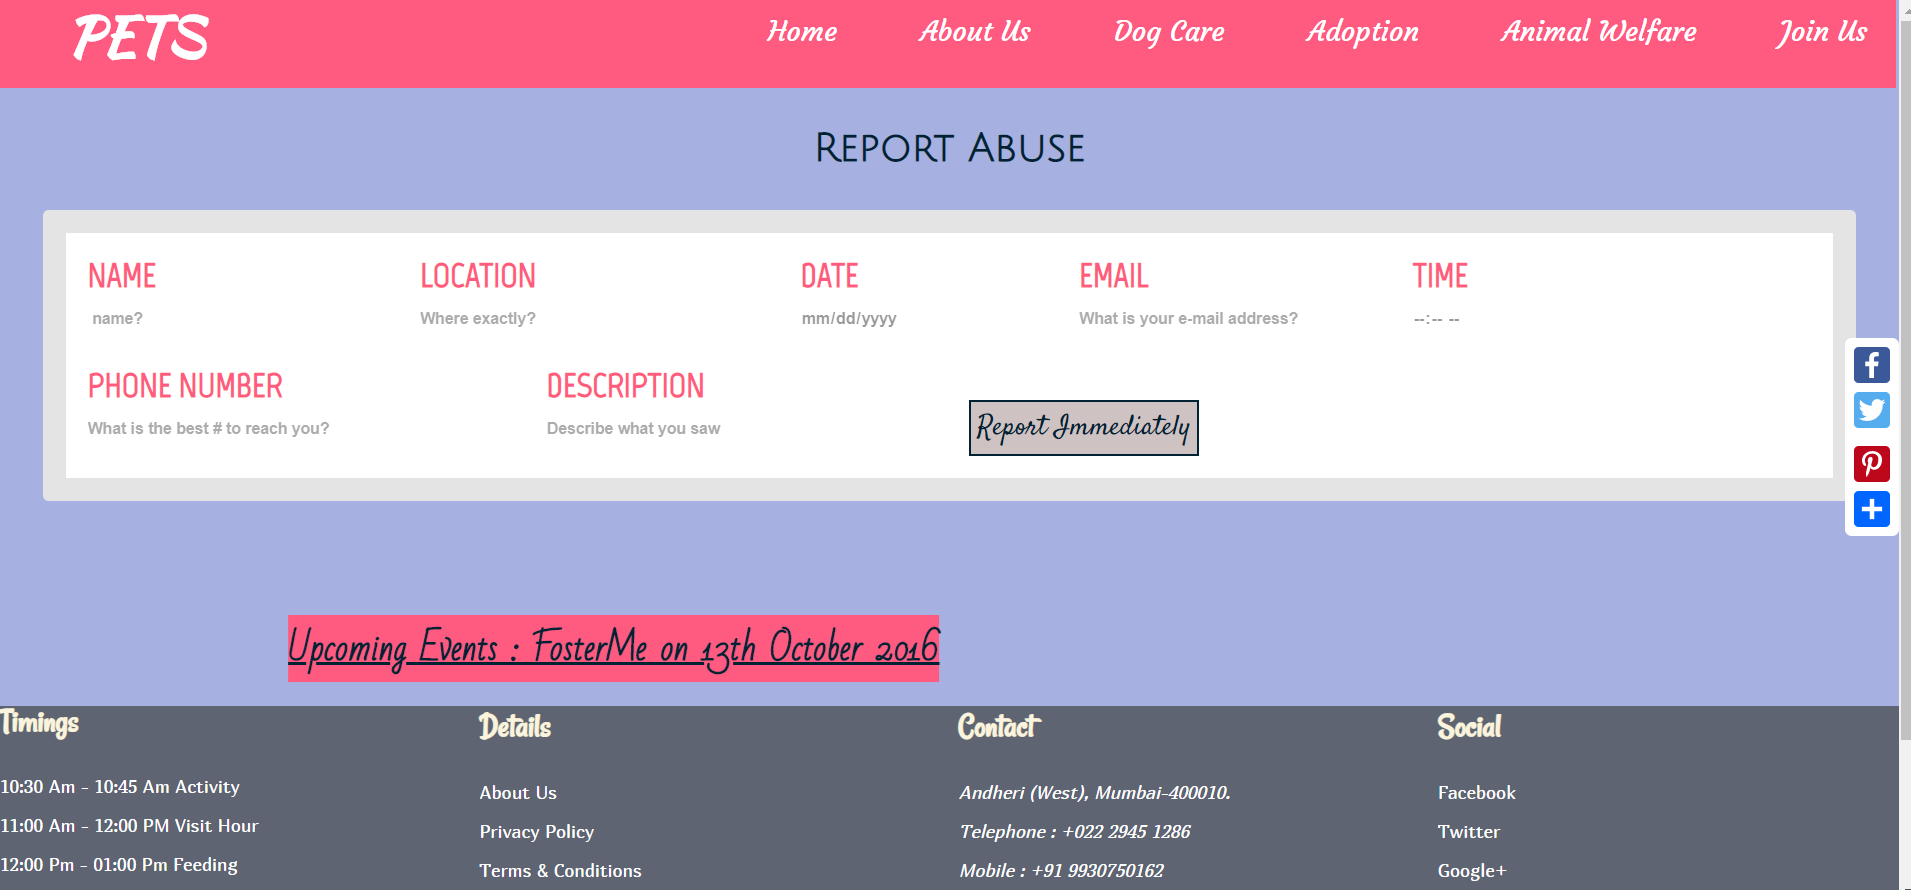 PETS
Home About Us Dog Care Adoption Animal Welfare Join Us
Report Abuse
NAME LOCATION DATE EMAIL TIME
name? Where exactly? mm/dd/yyyy What is your e-mail address? --:-- --
PHONE NUMBER DESCRIPTION
What is the best # to reach you? Describe what you saw Report Immediately
Upcoming Events : FosterMe on 13th October 2016
Timings Details Contact Social
10:30 Am - 10:45 Am Activity About Us Andheri (West), Mumbai-400010. Facebook
11:00 Am - 12:00 PM Visit Hour Privacy Policy Telephone : +022 2945 1286 Twitter
12:00 Pm - 01:00 Pm Feeding Terms & Conditions Mobile : +91 9930750162 Google+